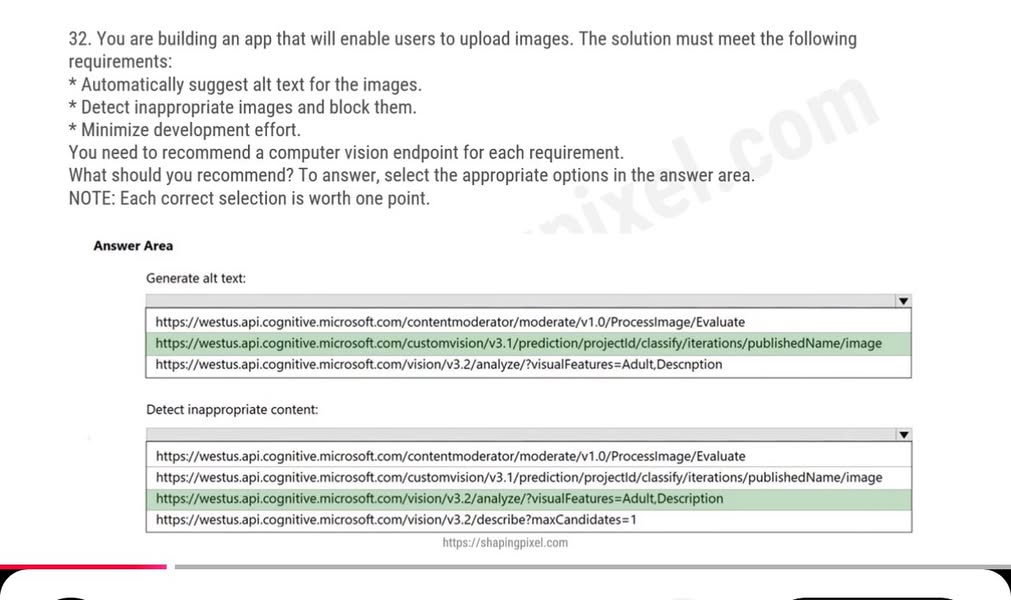 32. You are building an app that will enable users to upload images. The solution must meet the following
requirements:
* Automatically suggest alt text for the images.
* Detect inappropriate images and block them.
* Minimize development effort.
You need to recommend a computer vision endpoint for each requirement.
What should you recommend? To answer, select the appropriate options in the answer area.
NOTE: Each correct selection is worth one point.
pixel.com
Answer Area
Generate alt text:
https://westus.api.cognitive.microsoft.com/contentmoderator/moderate/v1.0/ProcessImage/Evaluate
https://westus.api.cognitive.microsoft.com/customvision/v3.1/prediction/projectId/classify/iterations/publishedName/image
https://westus.api.cognitive.microsoft.com/vision/v3.2/analyze/?visualFeatures=Adult,Descnption
Detect inappropriate content:
https://westus.api.cognitive.microsoft.com/contentmoderator/moderate/v1.0/ProcessImage/Evaluate
https://westus.api.cognitive.microsoft.com/customvision/v3.1/prediction/projectId/classify/iterations/publishedName/image
https://westus.api.cognitive.microsoft.com/vision/v3.2/analyze/?visualFeatures=Adult,Description
https://westus.api.cognitive.microsoft.com/vision/v3.2/describe?maxCandidates=1
https://shapingpixel.com